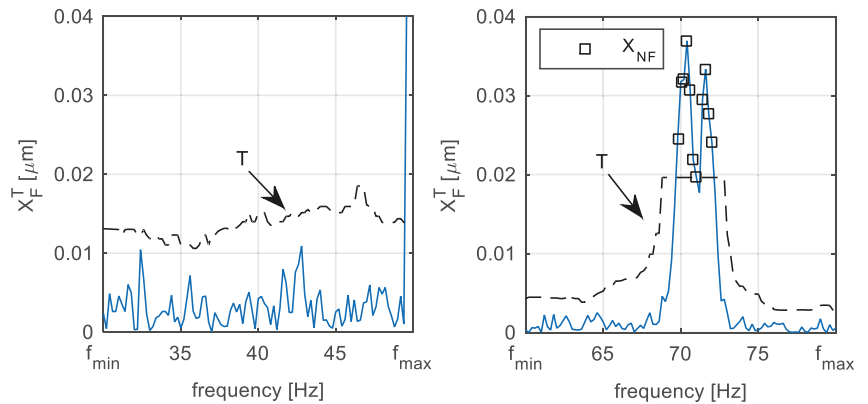 0.04
0.03
0.02
0.01
0
X_F^T [μm]
T
f_min
35
40
45
f_max
frequency [Hz]
0.04
0.03
0.02
0.01
0
X_F^T [μm]
X_NF
T
f_min
65
70
75
f_max
frequency [Hz]